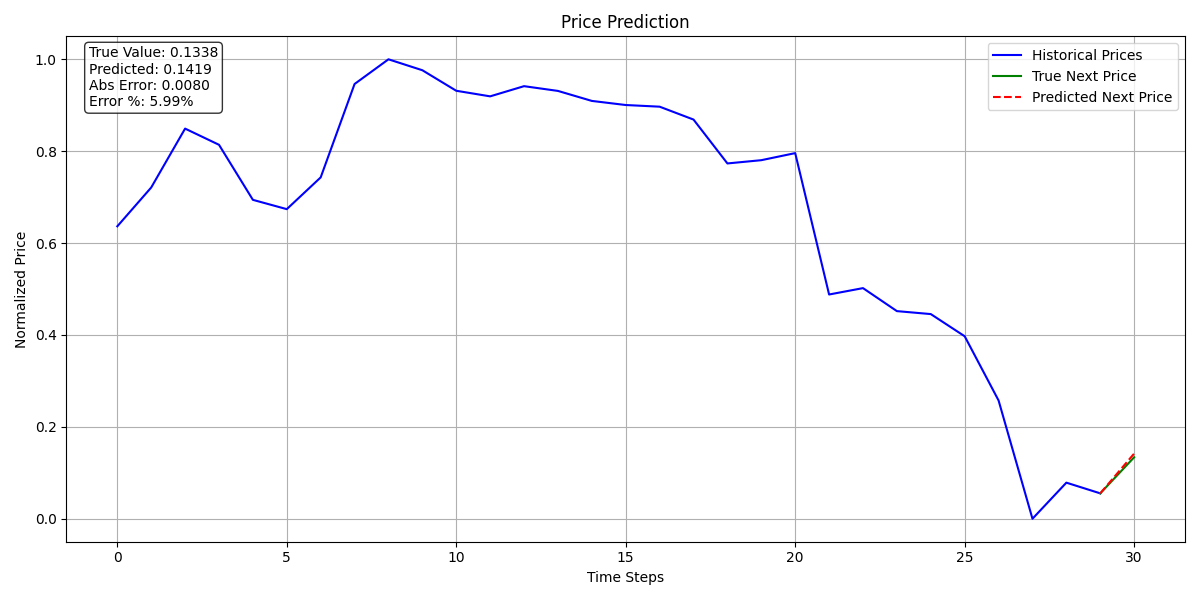 Price Prediction
True Value: 0.1338
Predicted: 0.1419
Abs Error: 0.0080
Error %: 5.99%
Historical Prices
True Next Price
Predicted Next Price
Normalized Price
1.0
0.8
0.6
0.4
0.2
0.0
0 5 10 15 20 25 30
Time Steps